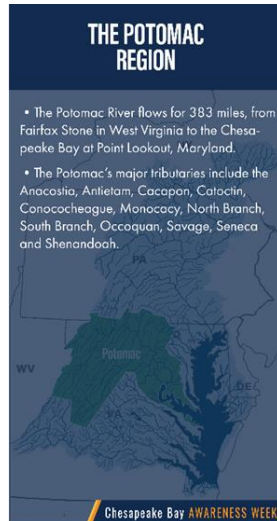 THE POTOMAC
REGION
• The Potomac River flows for 383 miles, from
Fairfax Stone in West Virginia to the Chesa-
peake Bay at Point Lookout, Maryland.
• The Potomac's major tributaries include the
Anacostia, Antietam, Cacapon, Catoctin,
Conococheague, Monocacy, North Branch,
South Branch, Occoquan, Savage, Seneca
and Shenandoah.
PA
Potomac
WV
DE
VA
Chesapeake Bay AWARENESS WEEK